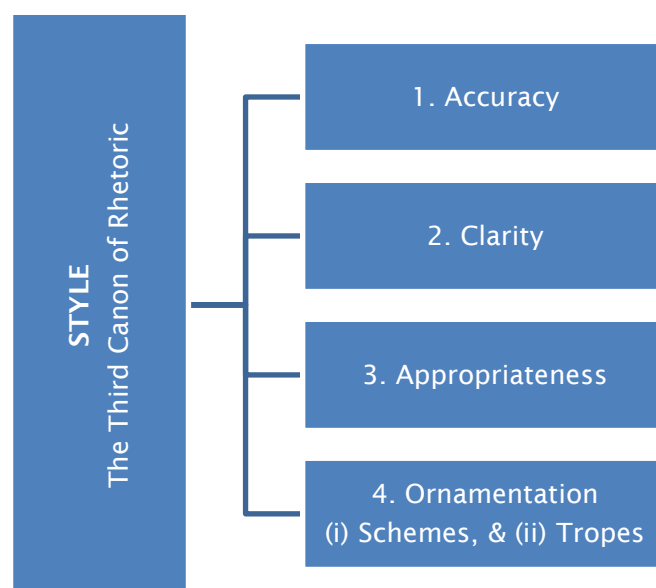 STYLE
The Third Canon of Rhetoric
1. Accuracy
2. Clarity
3. Appropriateness
4. Ornamentation
(i) Schemes, & (ii) Tropes